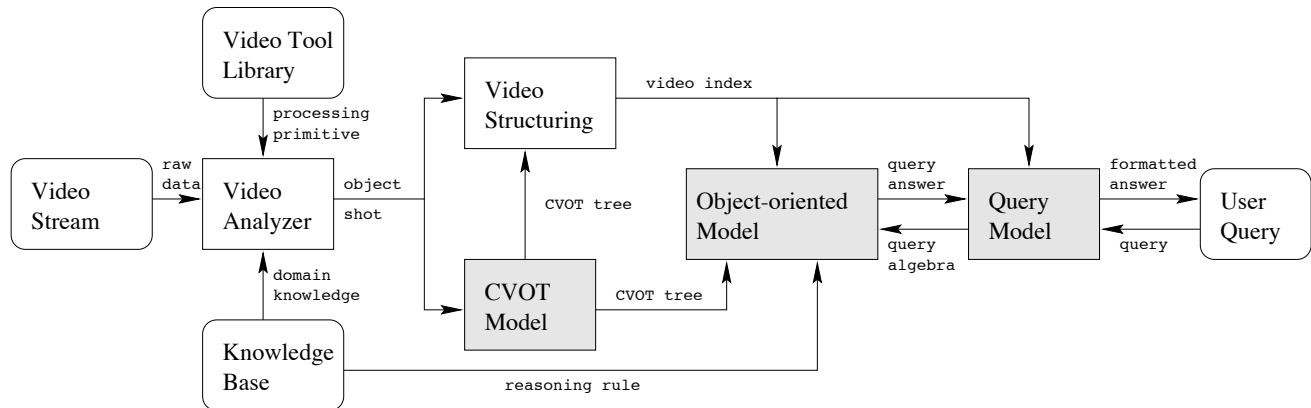 Video Tool
Library
processing
primitive
Video
Stream
raw
data
Video
Analyzer
object
shot
domain
knowledge
Knowledge
Base
Video
Structuring
video index
CVOT tree
CVOT
Model
CVOT tree
reasoning rule
Object-oriented
Model
query
answer
query
algebra
Query
Model
formatted
answer
query
User
Query